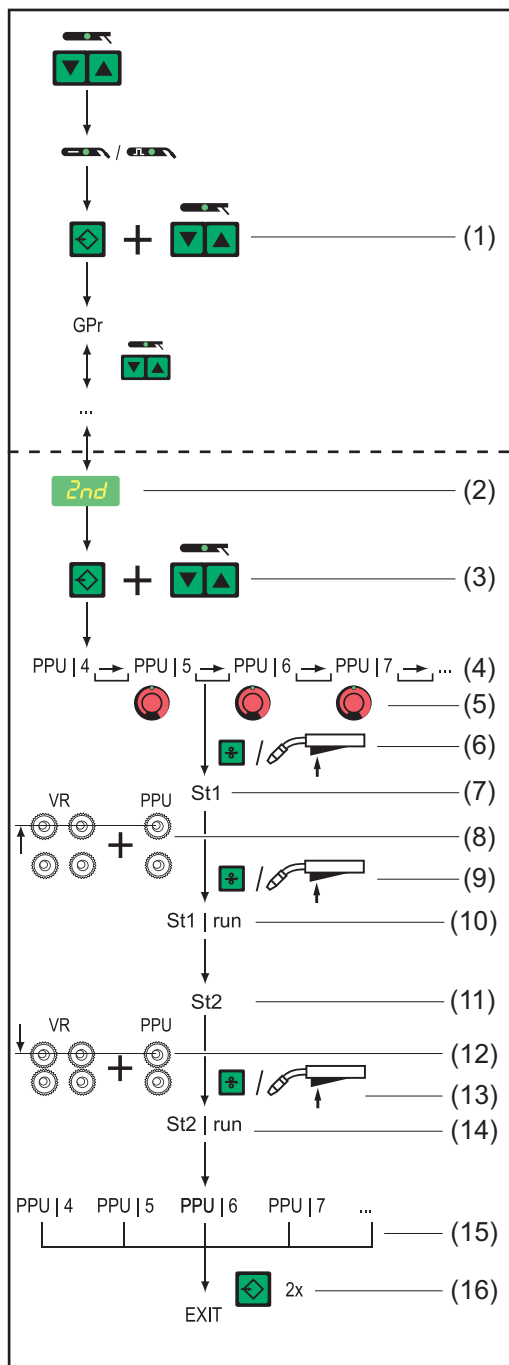 /
+ (1)
GPr
...
2nd (2)
+ (3)
PPU | 4 PPU | 5 PPU | 6 PPU | 7 ... (4)
(5)
/ (6)
St1 (7)
VR PPU
+ (8)
/ (9)
St1 | run (10)
St2 (11)
VR PPU
+ (12)
/ (13)
St2 | run (14)
PPU | 4 PPU | 5 PPU | 6 PPU | 7 ... (15)
2x (16)
EXIT